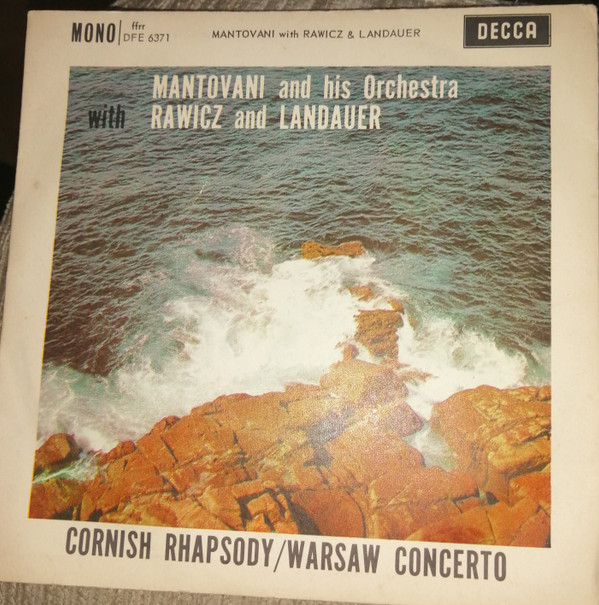 MONO
ffrr
DFE 6371
MANTOVANI with RAWICZ & LANDAUER
DECCA
MANTOVANI and his Orchestra
with RAWICZ and LANDAUER
CORNISH RHAPSODY/WARSAW CONCERTO